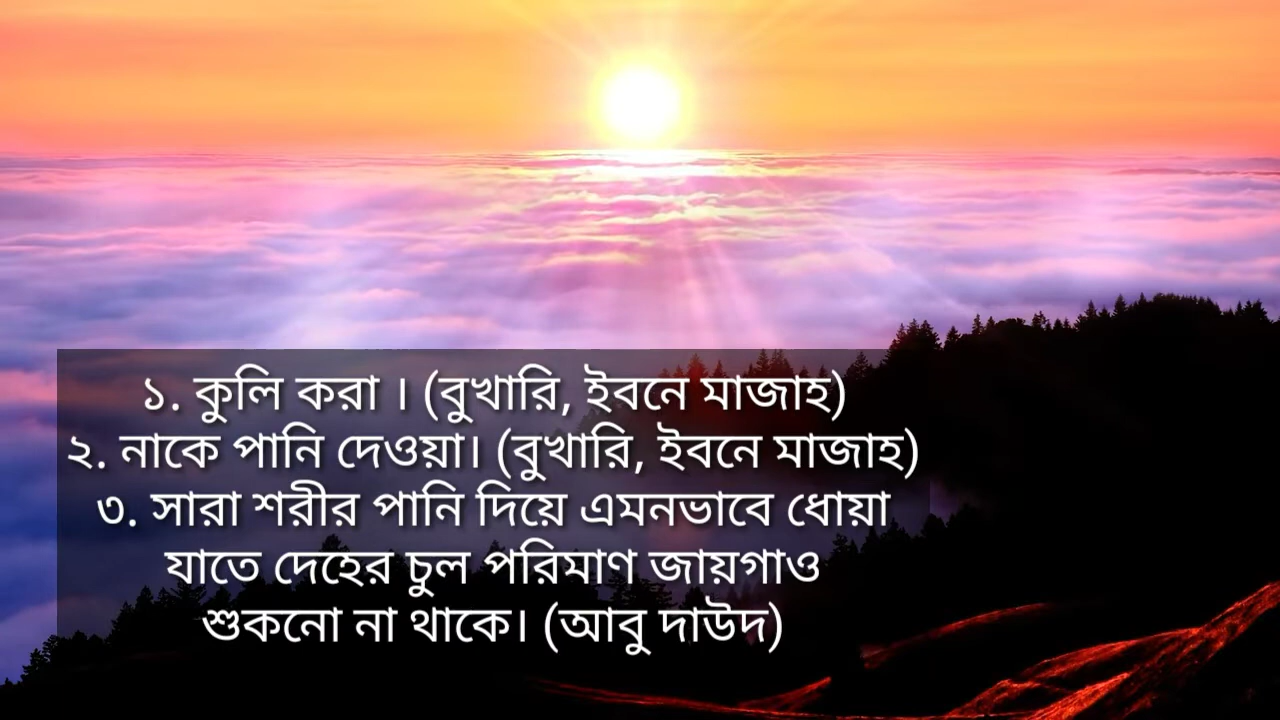 ১. কুলি করা । (বুখারি, ইবনে মাজাহ)
২. নাকে পানি দেওয়া। (বুখারি, ইবনে মাজাহ)
৩. সারা শরীর পানি দিয়ে এমনভাবে ধোয়া
যাতে দেহের চুল পরিমাণ জায়গাও
শুকনো না থাকে। (আবু দাউদ)